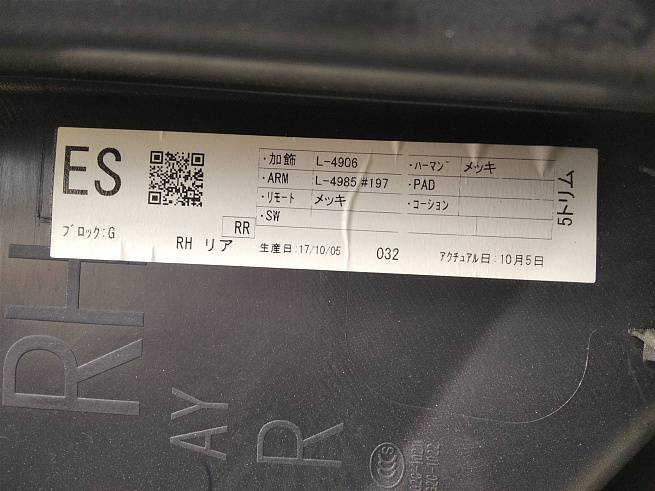 ES
・加飾 L-4906 ・ハーマンﾞ メッキ
・ARM L-4985 #197 ・PAD
・リモート メッキ ・コーション
・SW
5トリム
ブロック:G
RR
RH リア
生産日:17/10/05
032
アクチュアル日:10月5日
RH
AY
R